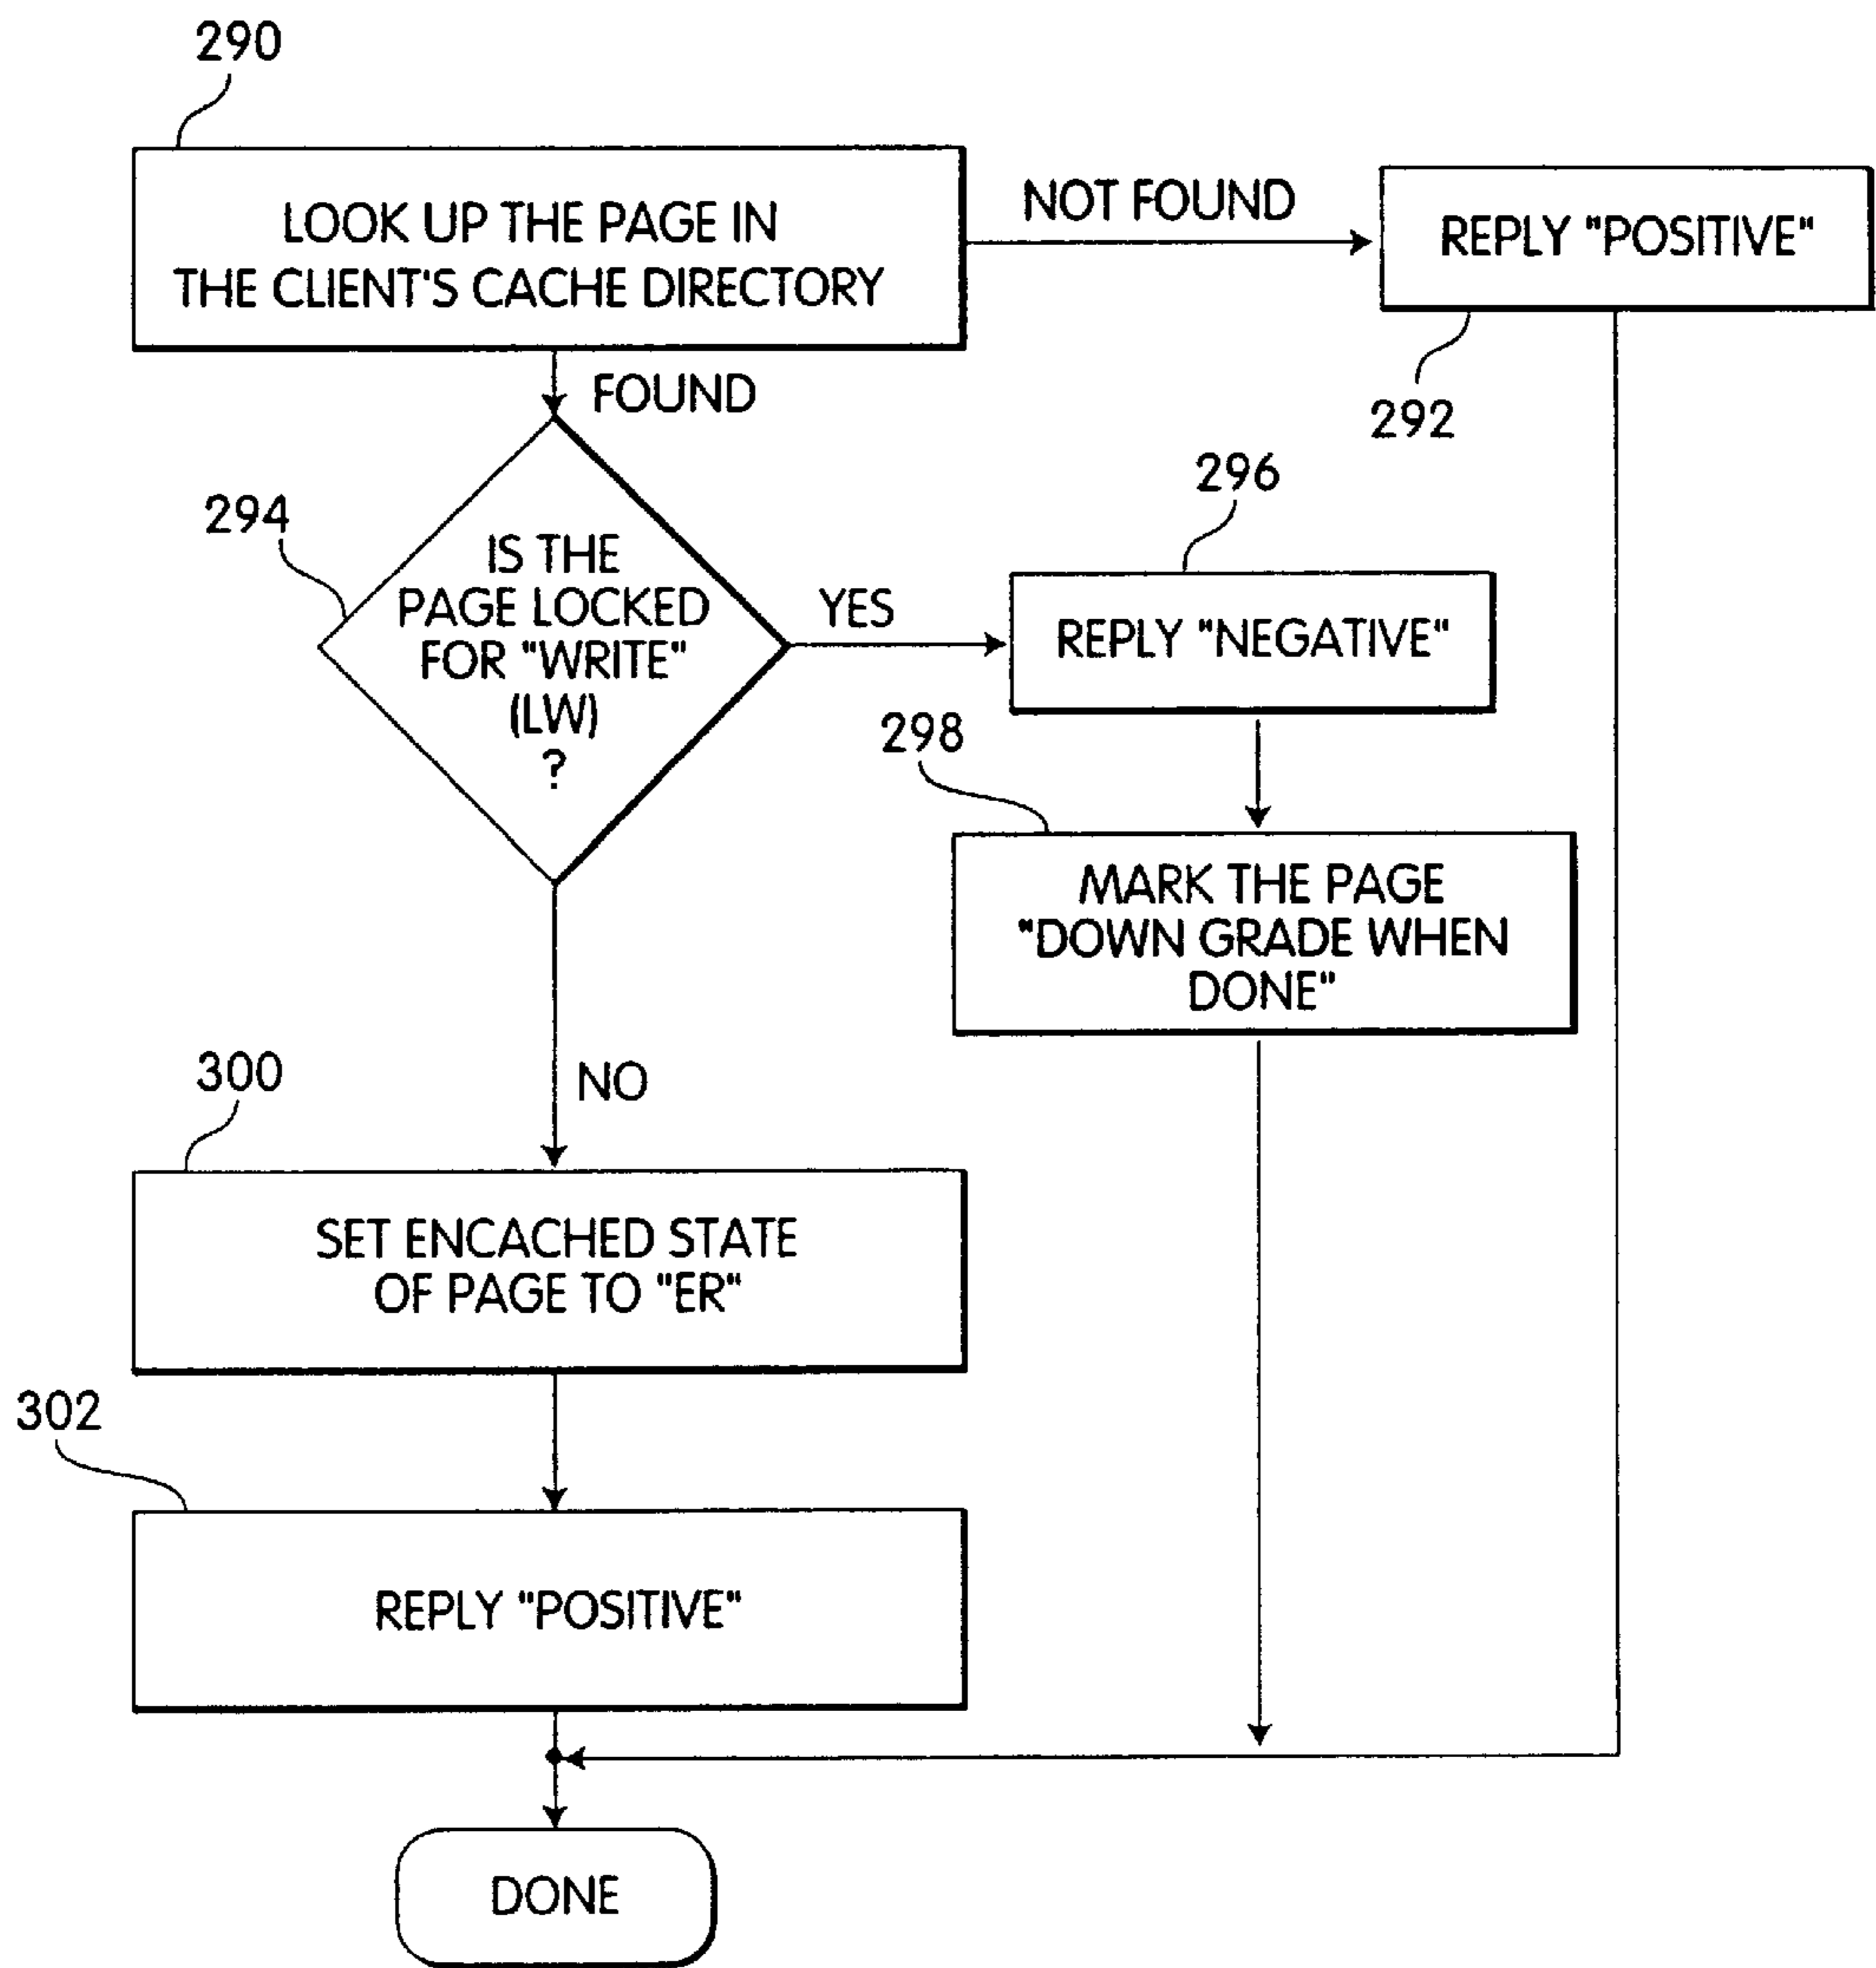 290
LOOK UP THE PAGE IN
THE CLIENT'S CACHE DIRECTORY
NOT FOUND
REPLY "POSITIVE"
292
FOUND
294
IS THE
PAGE LOCKED
FOR "WRITE"
(LW)
?
YES
296
REPLY "NEGATIVE"
298
MARK THE PAGE
"DOWN GRADE WHEN
DONE"
NO
300
SET ENCACHED STATE
OF PAGE TO "ER"
302
REPLY "POSITIVE"
DONE